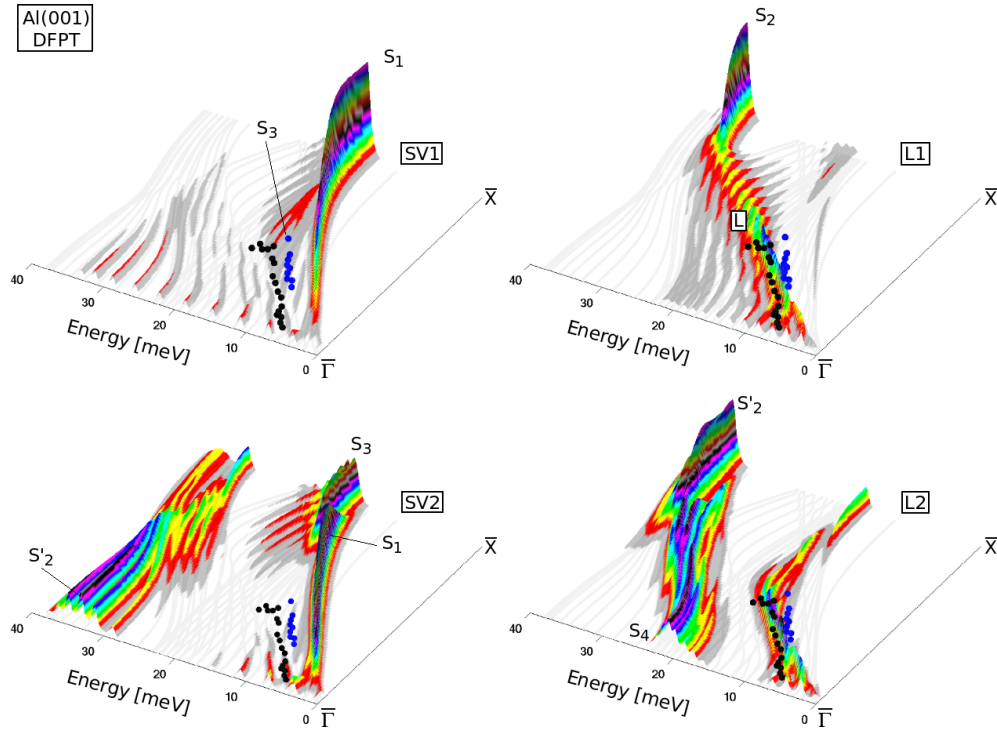 Al(001)
DFPT
S1
S3
SV1
X̅
40
30
20
10
0
Energy [meV]
Γ̅
S2
L1
L
X̅
40
30
20
10
0
Energy [meV]
Γ̅
S3
SV2
S1
S'2
X̅
40
30
20
10
0
Energy [meV]
Γ̅
S'2
L2
S4
X̅
40
30
20
10
0
Energy [meV]
Γ̅